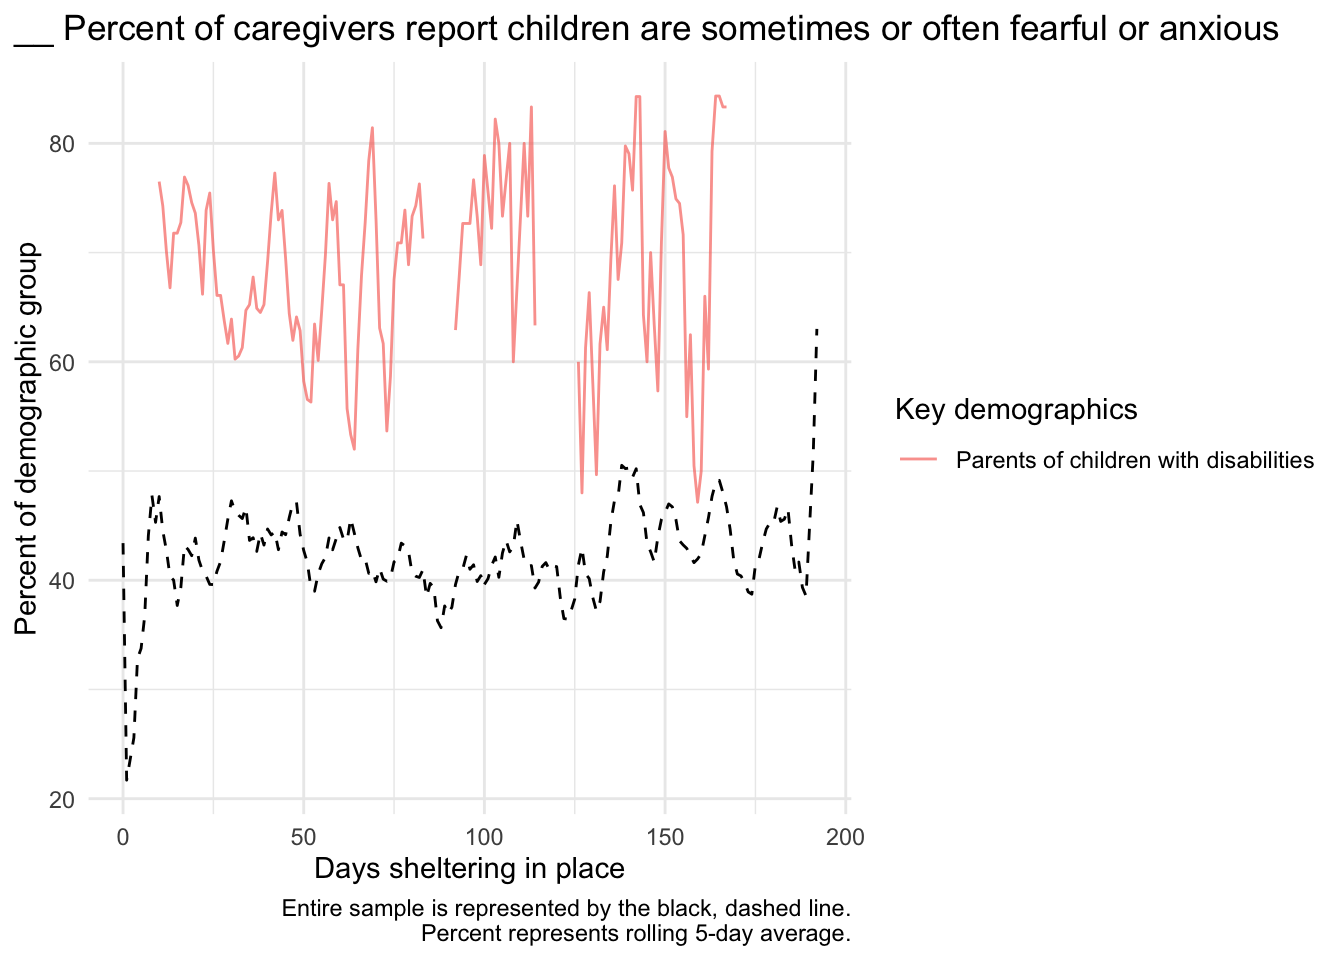 __ Percent of caregivers report children are sometimes or often fearful or anxious
Percent of demographic group
80
60
40
20
0 50 100 150 200
Days sheltering in place
Key demographics
Parents of children with disabilities
Entire sample is represented by the black, dashed line.
Percent represents rolling 5-day average.